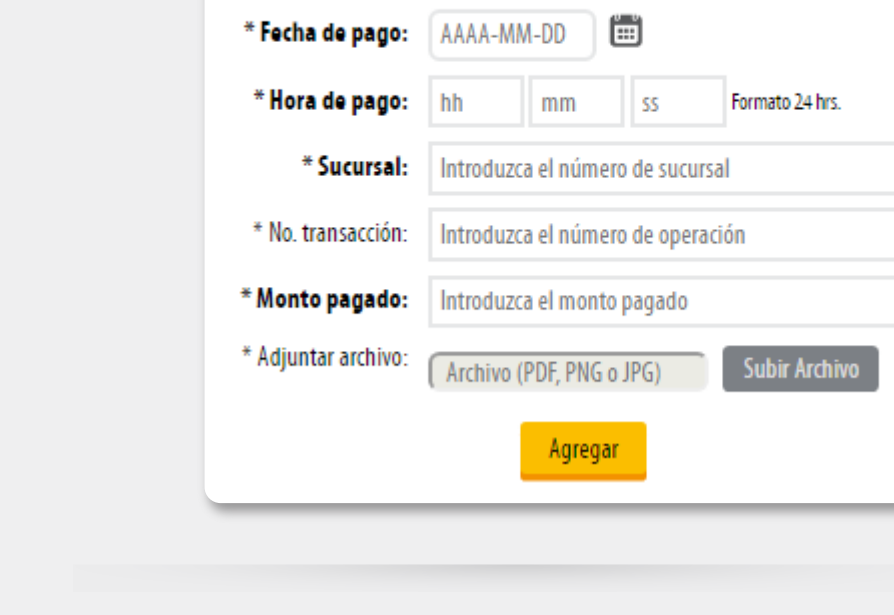 * Fecha de pago: AAAA-MM-DD
* Hora de pago: hh mm ss Formato 24 hrs.
* Sucursal: Introduzca el número de sucursal
* No. transacción: Introduzca el número de operación
* Monto pagado: Introduzca el monto pagado
* Adjuntar archivo: Archivo (PDF, PNG o JPG) Subir Archivo
Agregar